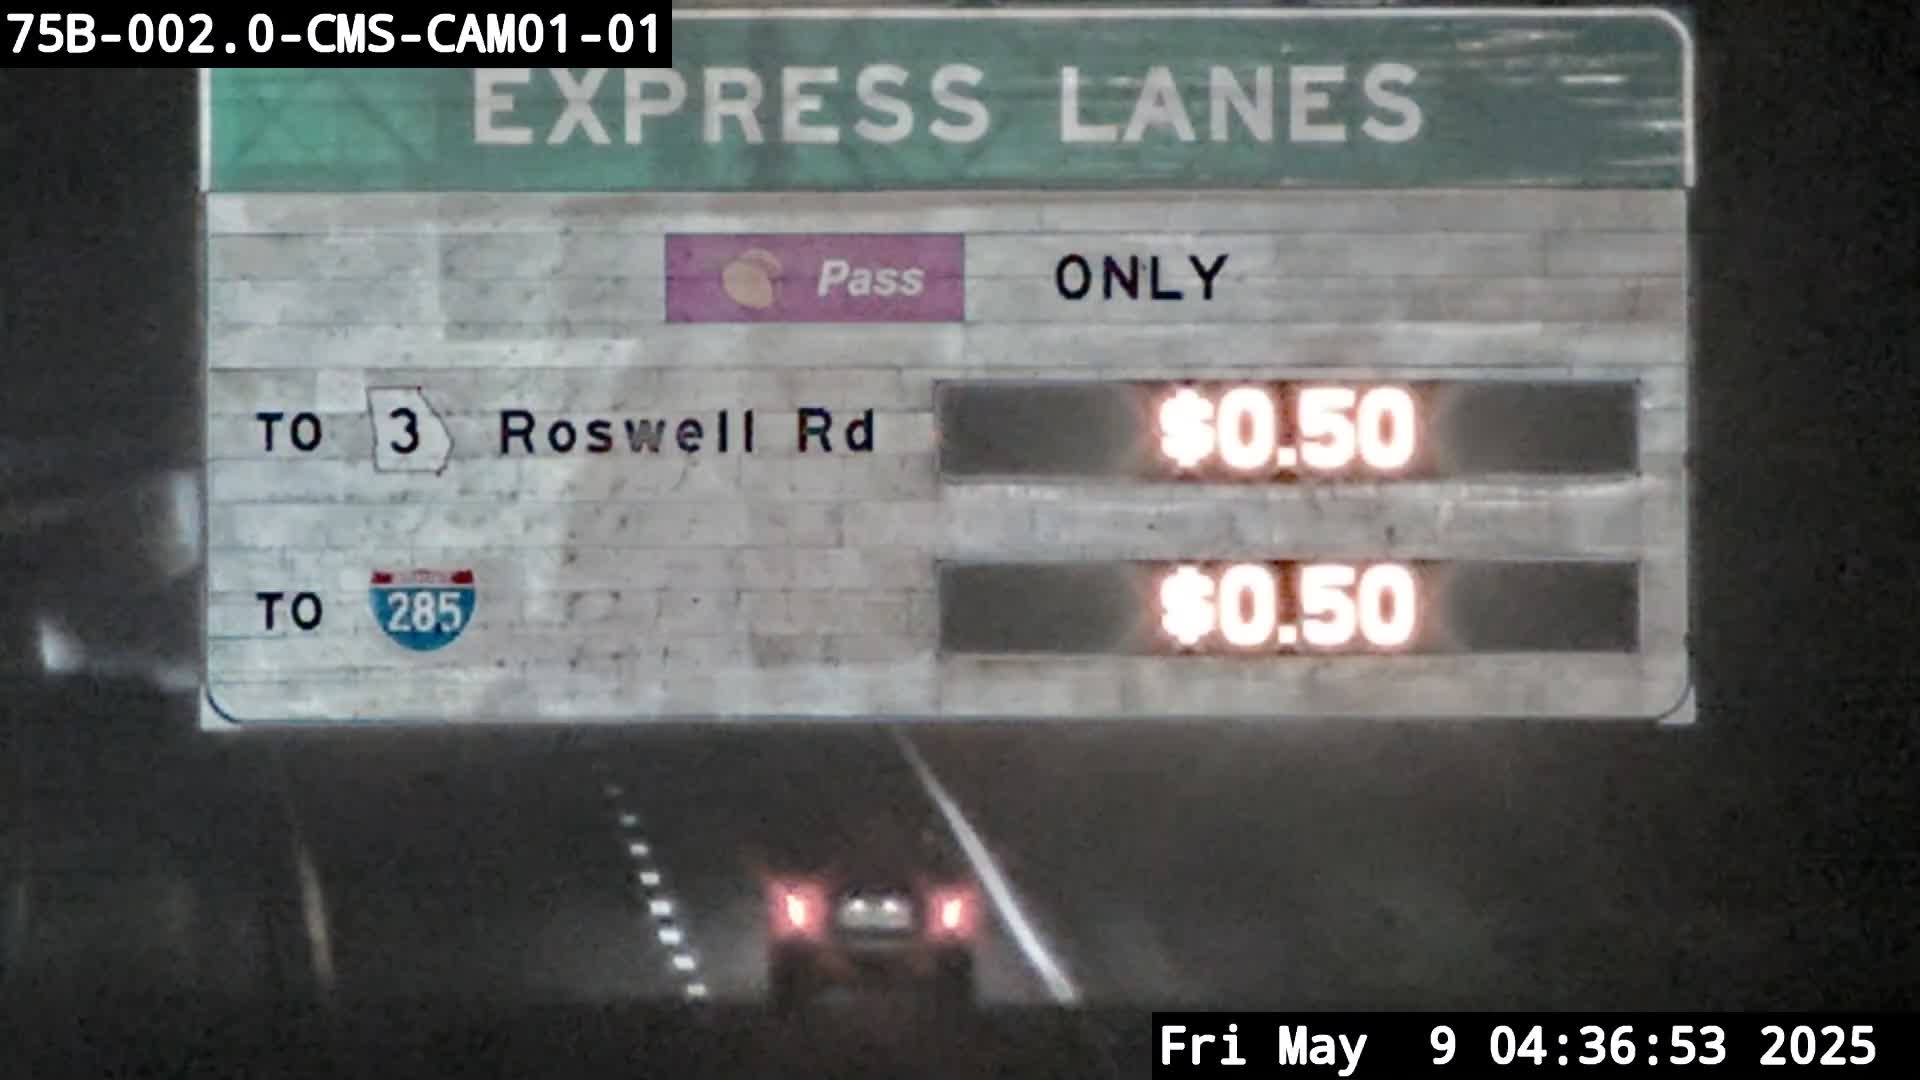 75B-002.0-CMS-CAM01-01
EXPRESS LANES
Pass ONLY
TO 3 Roswell Rd $0.50
TO 285 $0.50
Fri May 9 04:36:53 2025